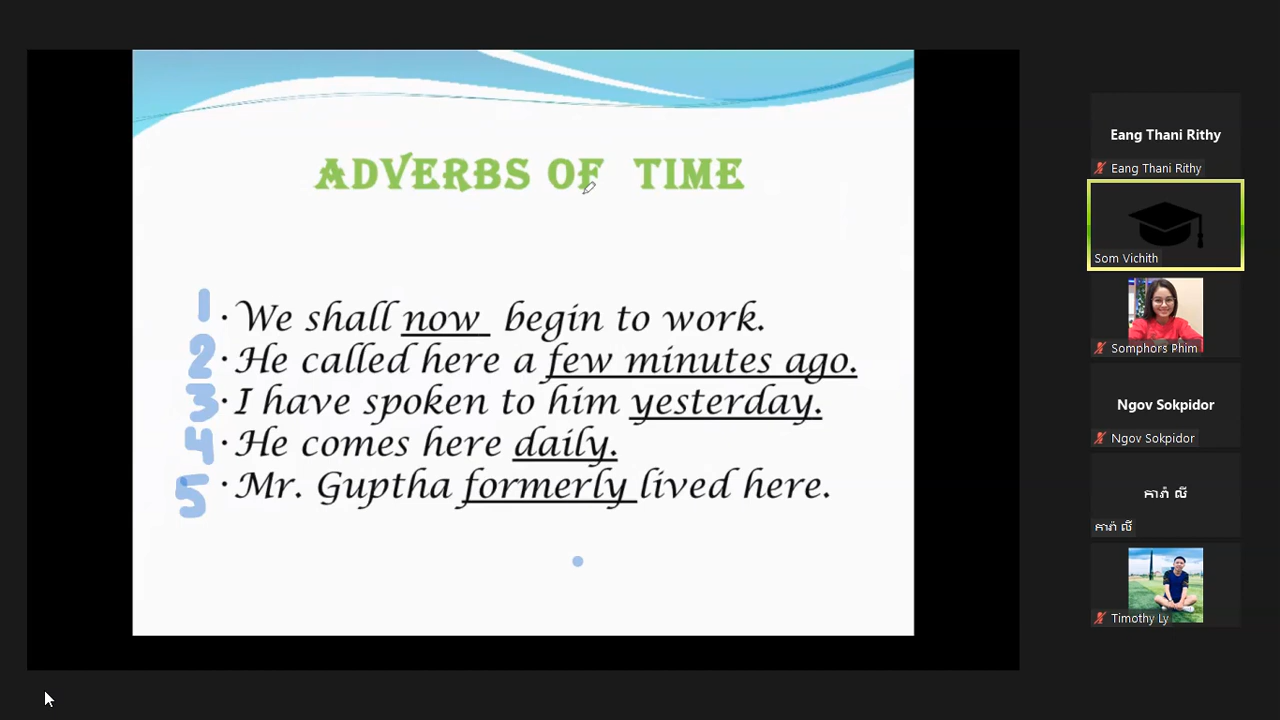 ADVERBS OF TIME
1 · We shall now begin to work.
2 · He called here a few minutes ago.
3 · I have spoken to him yesterday.
4 · He comes here daily.
5 · Mr. Guptha formerly lived here.
Eang Thani Rithy
Eang Thani Rithy
Som Vichith
Somphors Phim
Ngov Sokpidor
Ngov Sokpidor
ការ៉ា លី
ការ៉ា លី
Timothy Ly